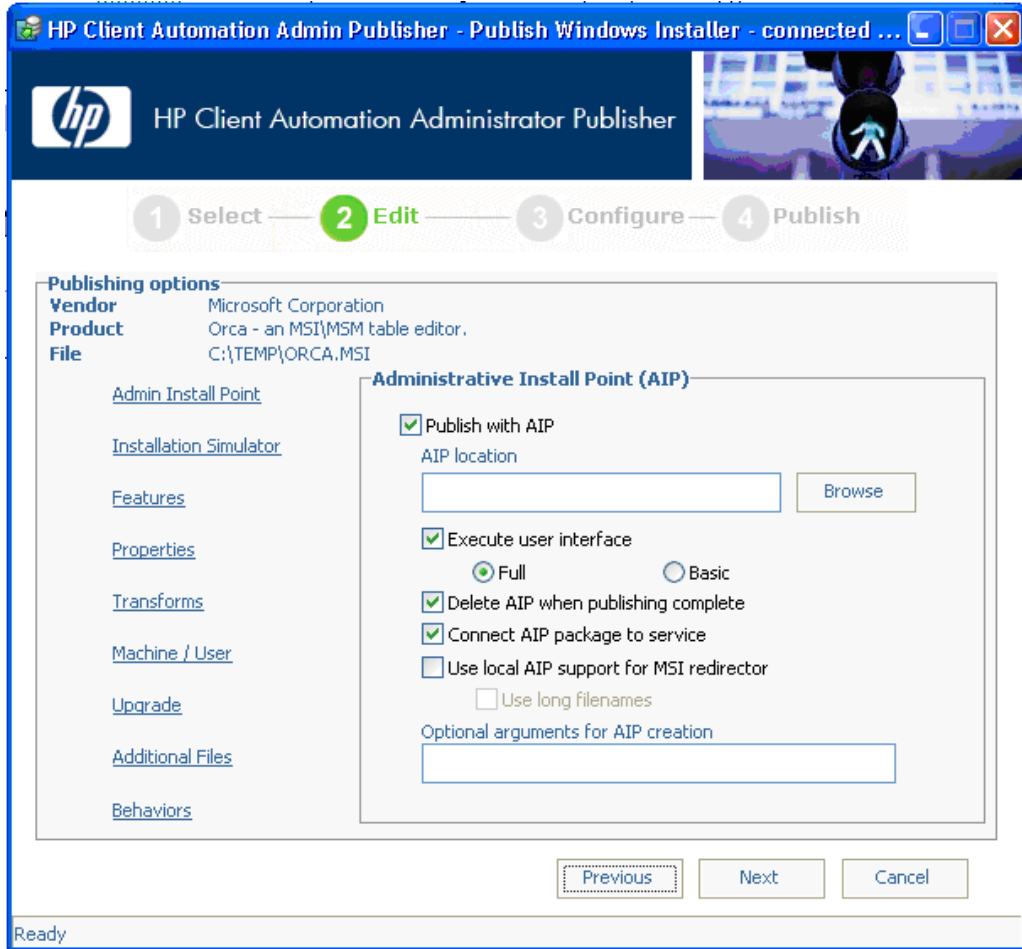 HP Client Automation Admin Publisher - Publish Windows Installer - connected ...
hp HP Client Automation Administrator Publisher
1 Select 2 Edit 3 Configure 4 Publish
Publishing options
Vendor Microsoft Corporation
Product Orca - an MSI\MSM table editor.
File C:\TEMP\ORCA.MSI
Admin Install Point
Installation Simulator
Features
Properties
Transforms
Machine / User
Upgrade
Additional Files
Behaviors
Administrative Install Point (AIP)
Publish with AIP
AIP location
Browse
Execute user interface
Full Basic
Delete AIP when publishing complete
Connect AIP package to service
Use local AIP support for MSI redirector
Use long filenames
Optional arguments for AIP creation
Previous Next Cancel
Ready